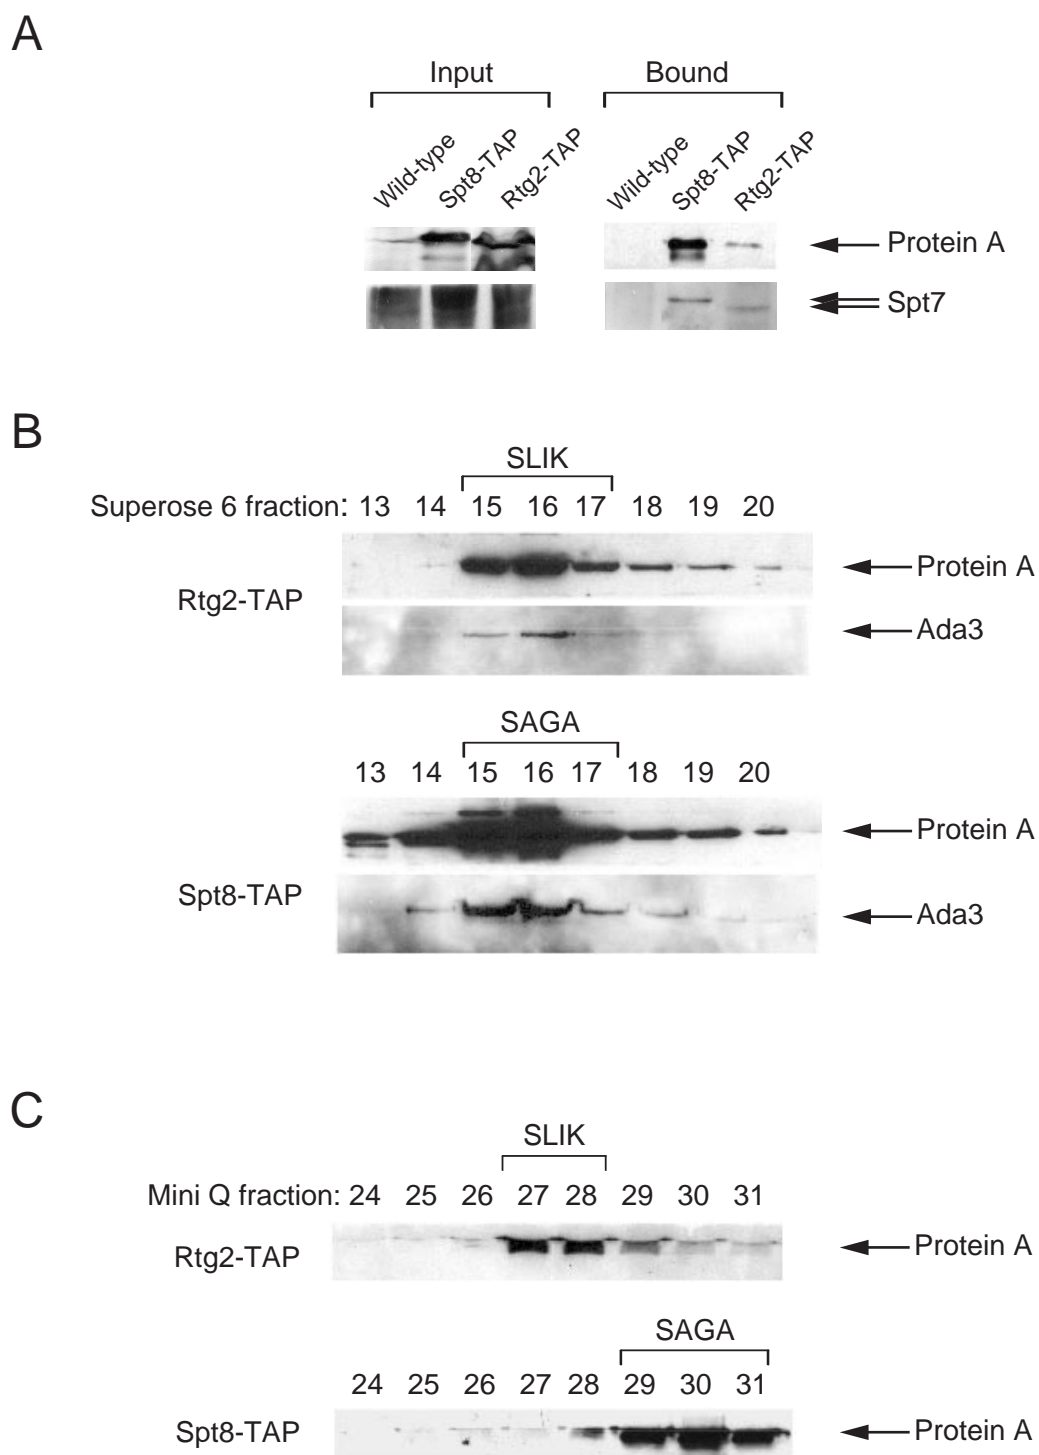 A
Input
Bound
Wild-type
Spt8-TAP
Rtg2-TAP
Wild-type
Spt8-TAP
Rtg2-TAP
Protein A
Spt7
B
SLIK
Superose 6 fraction: 13 14 15 16 17 18 19 20
Rtg2-TAP
Protein A
Ada3
SAGA
13 14 15 16 17 18 19 20
Spt8-TAP
Protein A
Ada3
C
SLIK
Mini Q fraction: 24 25 26 27 28 29 30 31
Rtg2-TAP
Protein A
SAGA
24 25 26 27 28 29 30 31
Spt8-TAP
Protein A